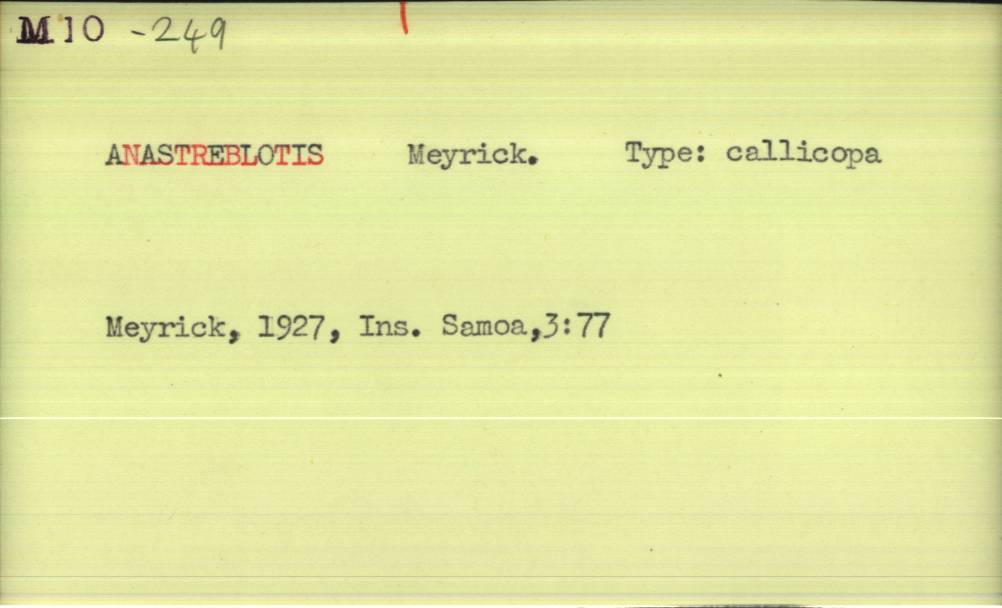 M10 -249
ANASTREBLOTIS Meyrick. Type: callicopa
Meyrick, 1927, Ins. Samoa,3:77